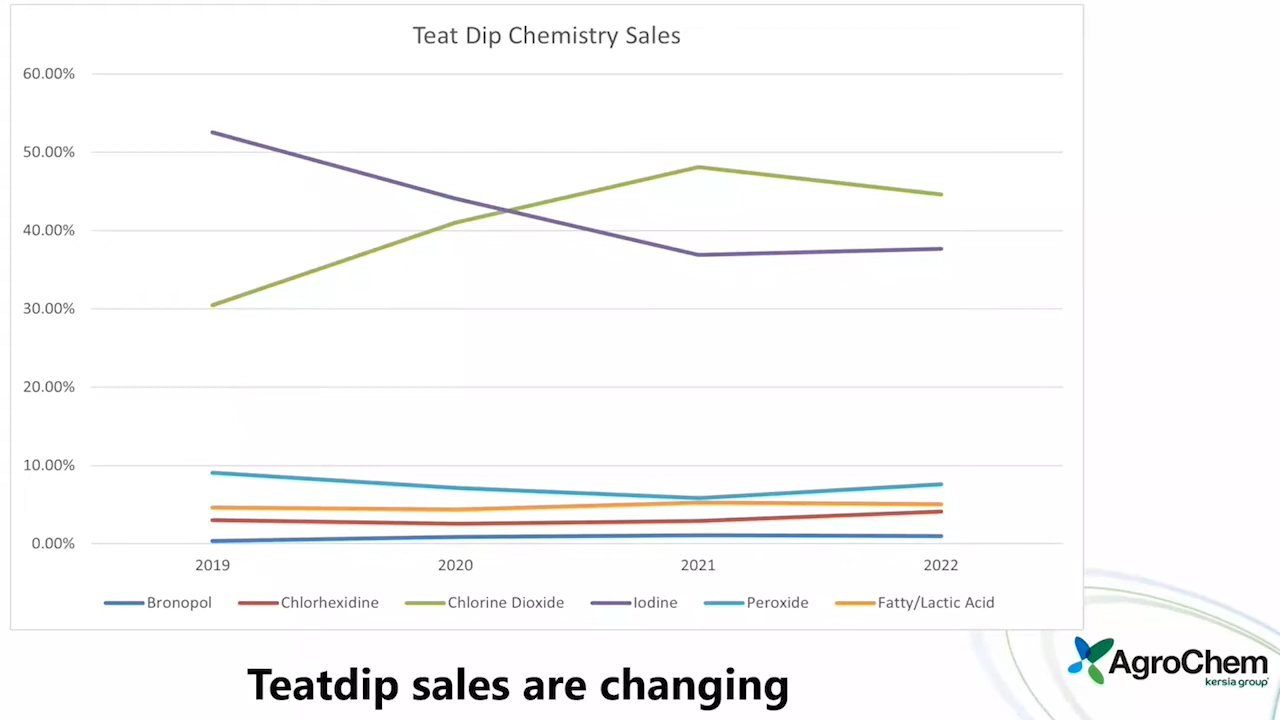 Teat Dip Chemistry Sales
60.00%
50.00%
40.00%
30.00%
20.00%
10.00%
0.00%
2019 2020 2021 2022
Bronopol Chlorhexidine Chlorine Dioxide Iodine Peroxide Fatty/Lactic Acid
Teatdip sales are changing
AgroChem
kersia group